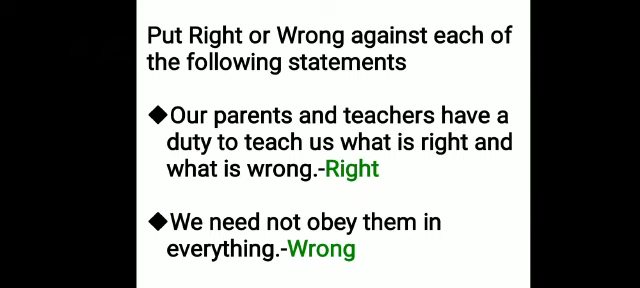 Put Right or Wrong against each of
the following statements
◆Our parents and teachers have a
duty to teach us what is right and
what is wrong.-Right
◆We need not obey them in
everything.-Wrong